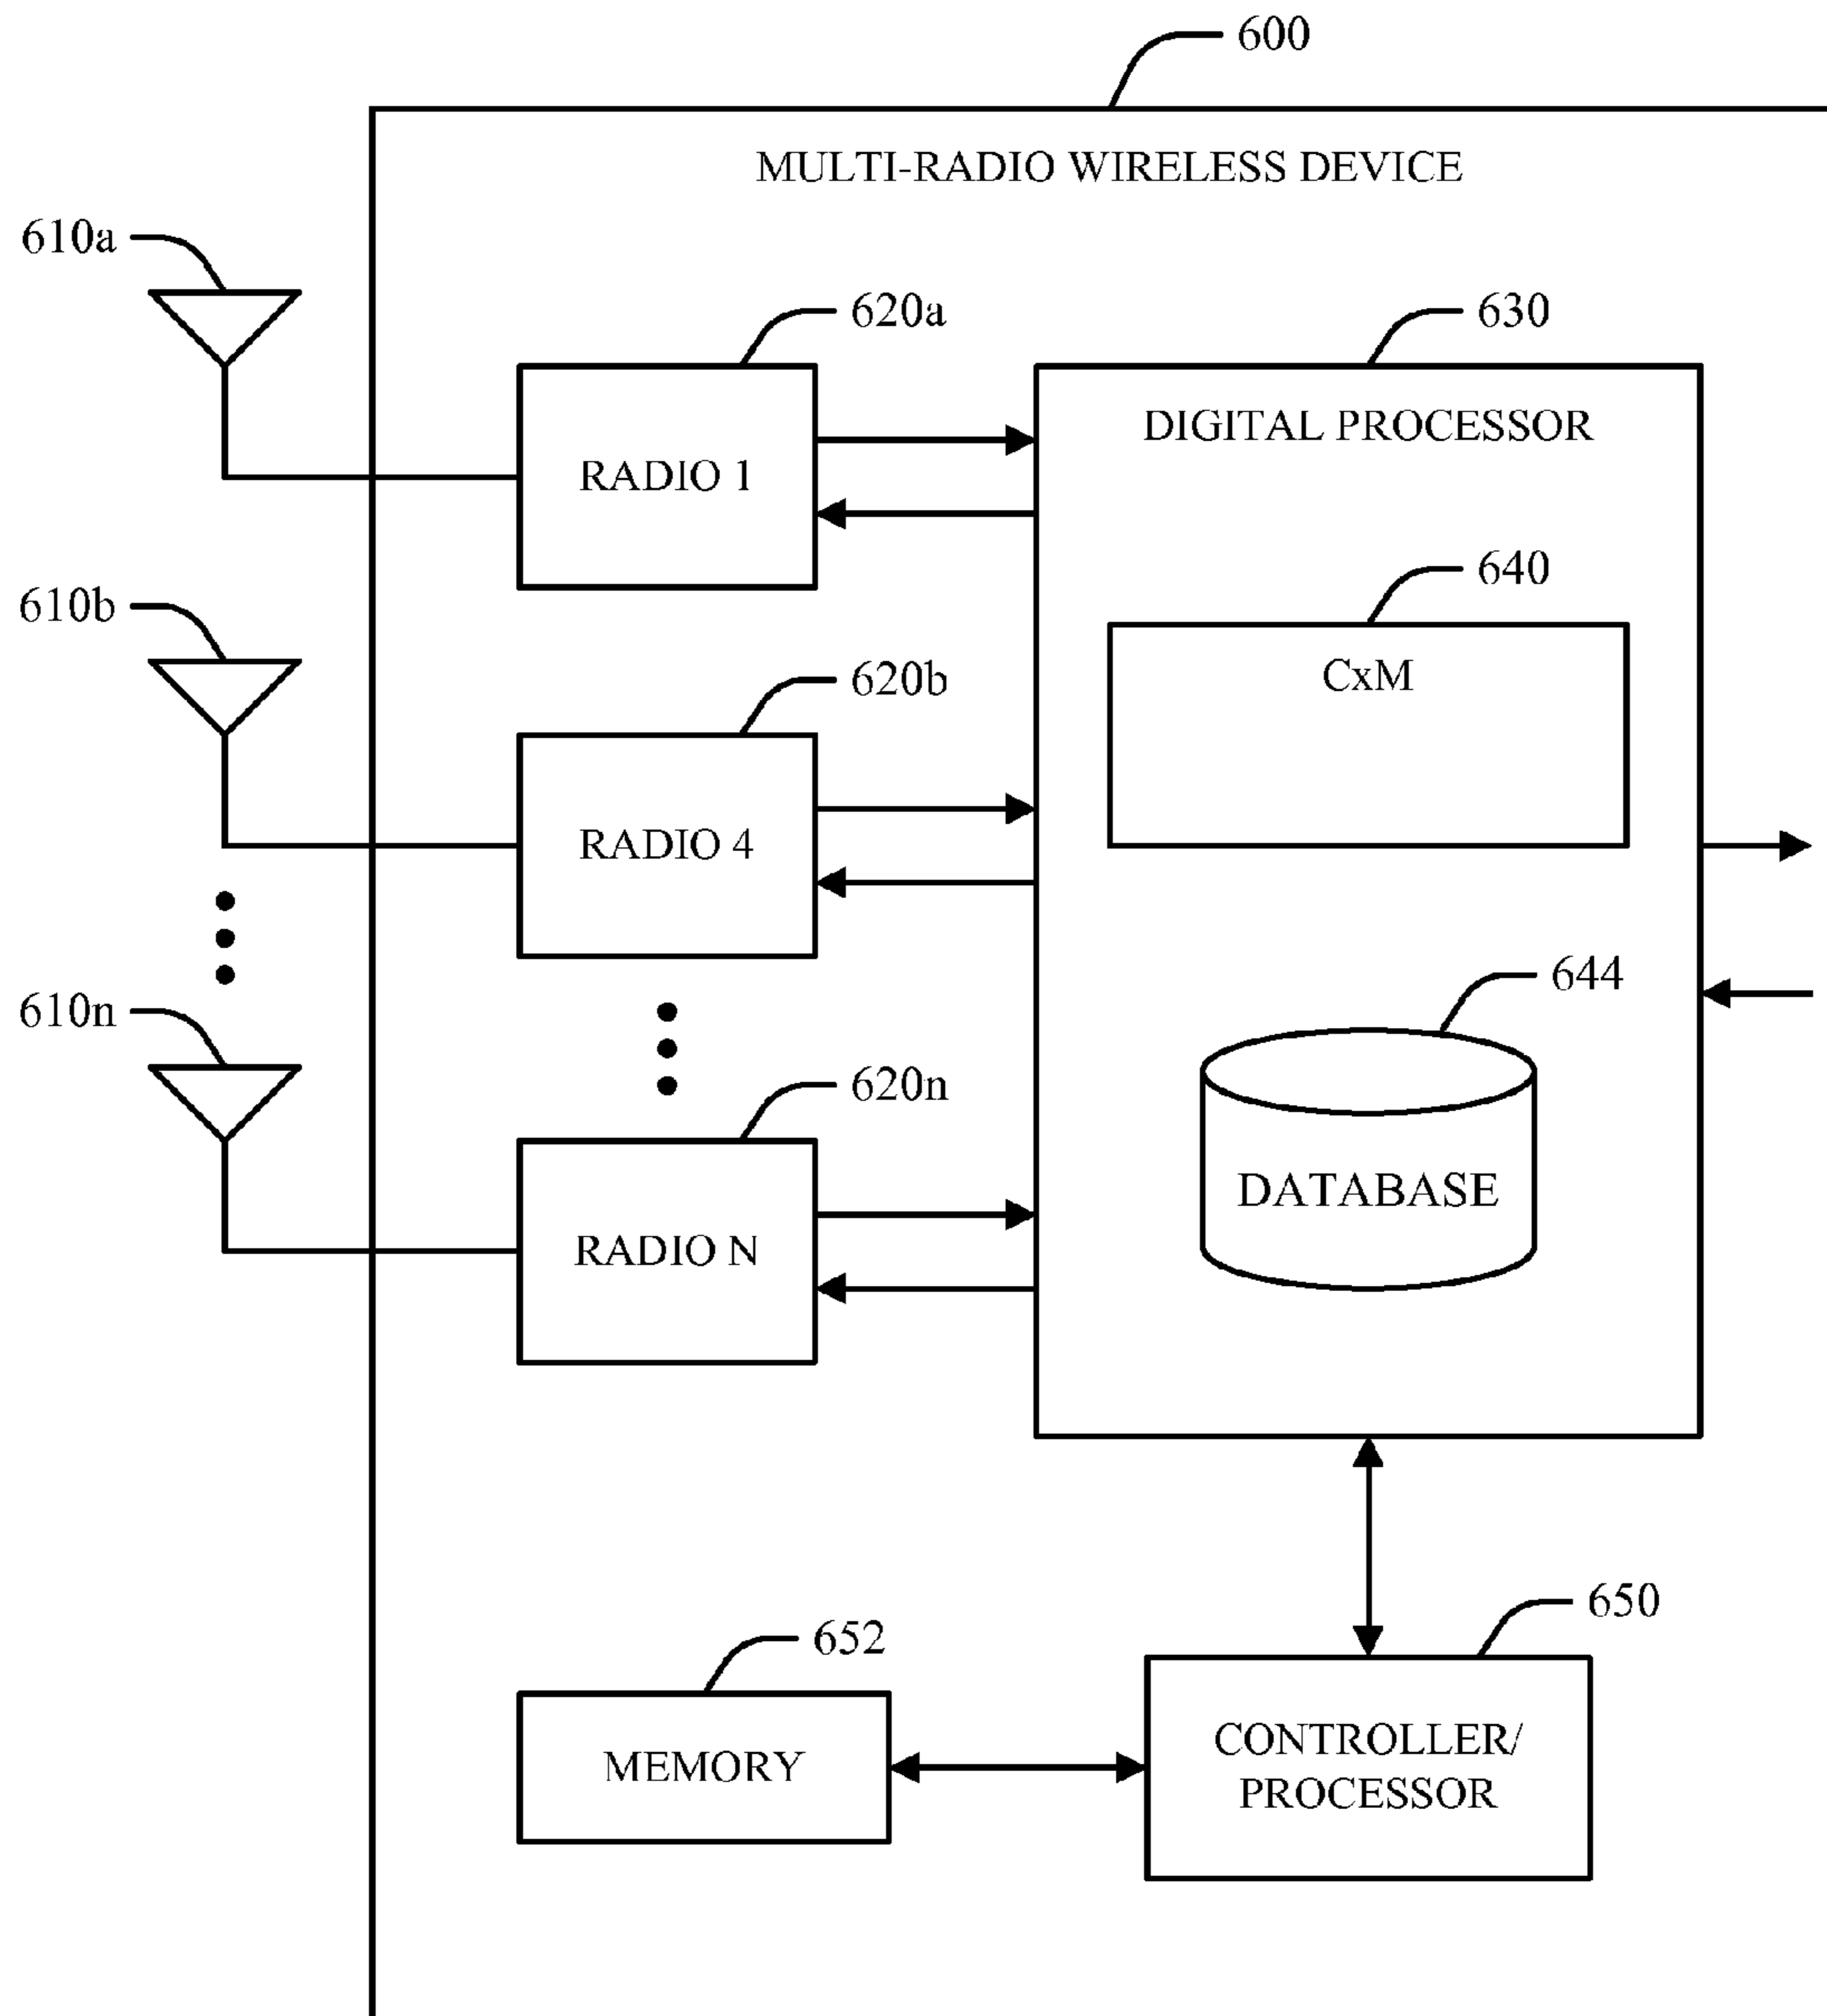 600
MULTI-RADIO WIRELESS DEVICE
610a
620a
630
RADIO 1
DIGITAL PROCESSOR
640
CxM
610b
620b
RADIO 4
644
DATABASE
610n
620n
RADIO N
650
CONTROLLER/
PROCESSOR
652
MEMORY